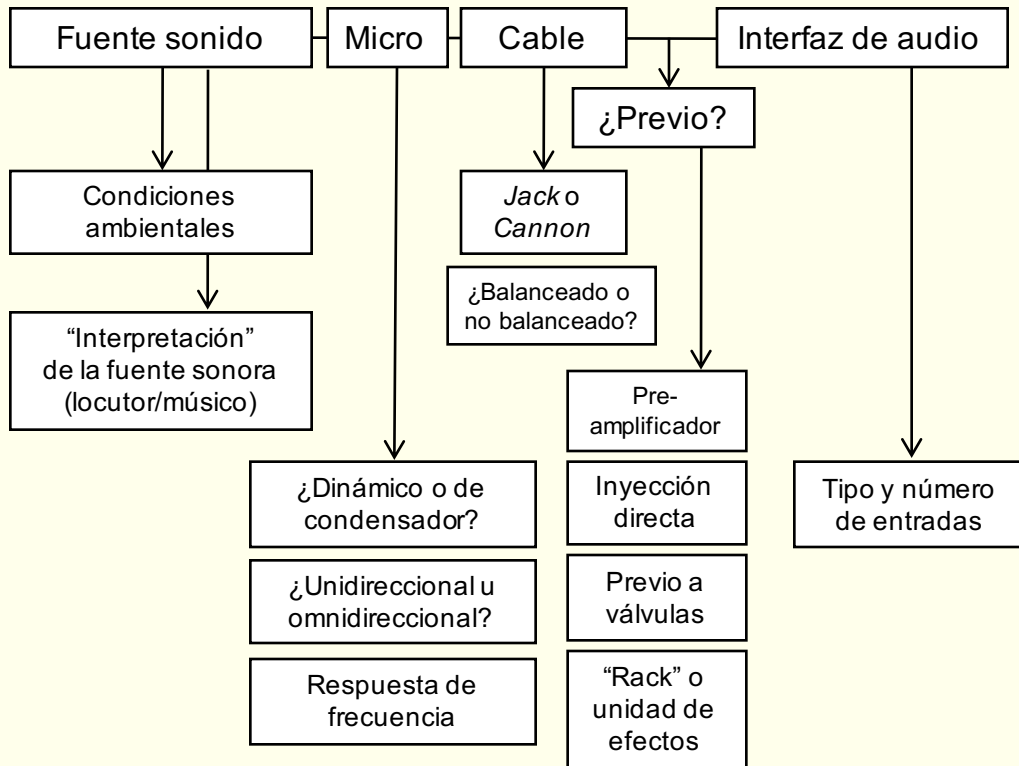 Fuente sonido
Micro
Cable
Interfaz de audio
¿Previo?
Condiciones
ambientales
Jack o
Cannon
¿Balanceado o
no balanceado?
“Interpretación”
de la fuente sonora
(locutor/músico)
Pre-
amplificador
¿Dinámico o de
condensador?
Inyección
directa
Tipo y número
de entradas
¿Unidireccional u
omnidireccional?
Previo a
válvulas
Respuesta de
frecuencia
“Rack” o
unidad de
efectos